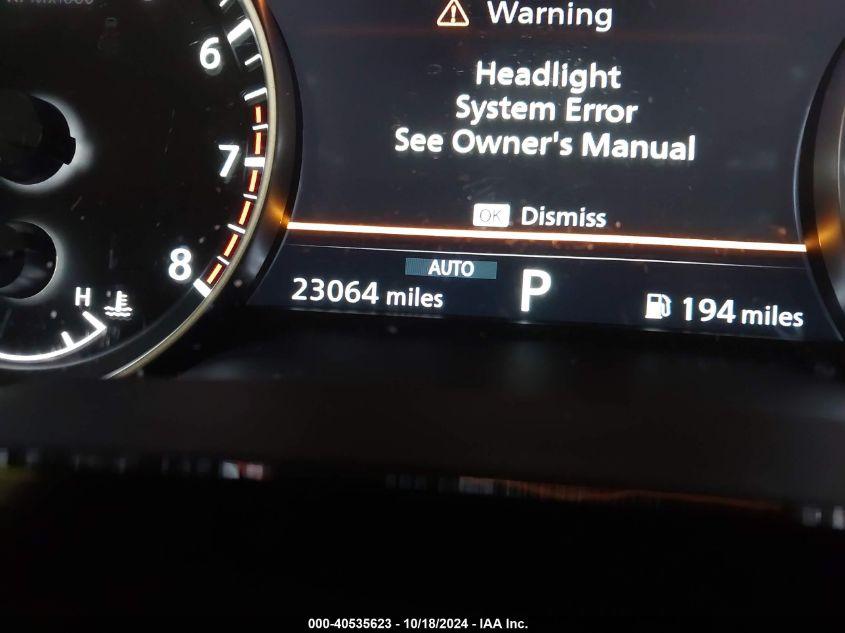 Warning
Headlight
System Error
See Owner's Manual
OK Dismiss
6
7
8
H
AUTO
23064 miles
P
194 miles
000-40535623 - 10/18/2024 - IAA Inc.